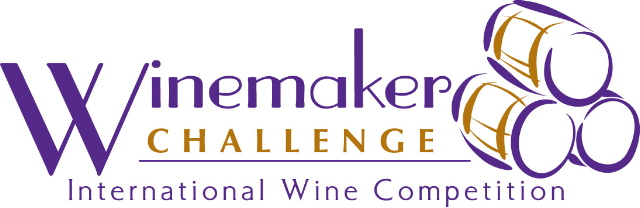 Winemaker
CHALLENGE
International Wine Competition